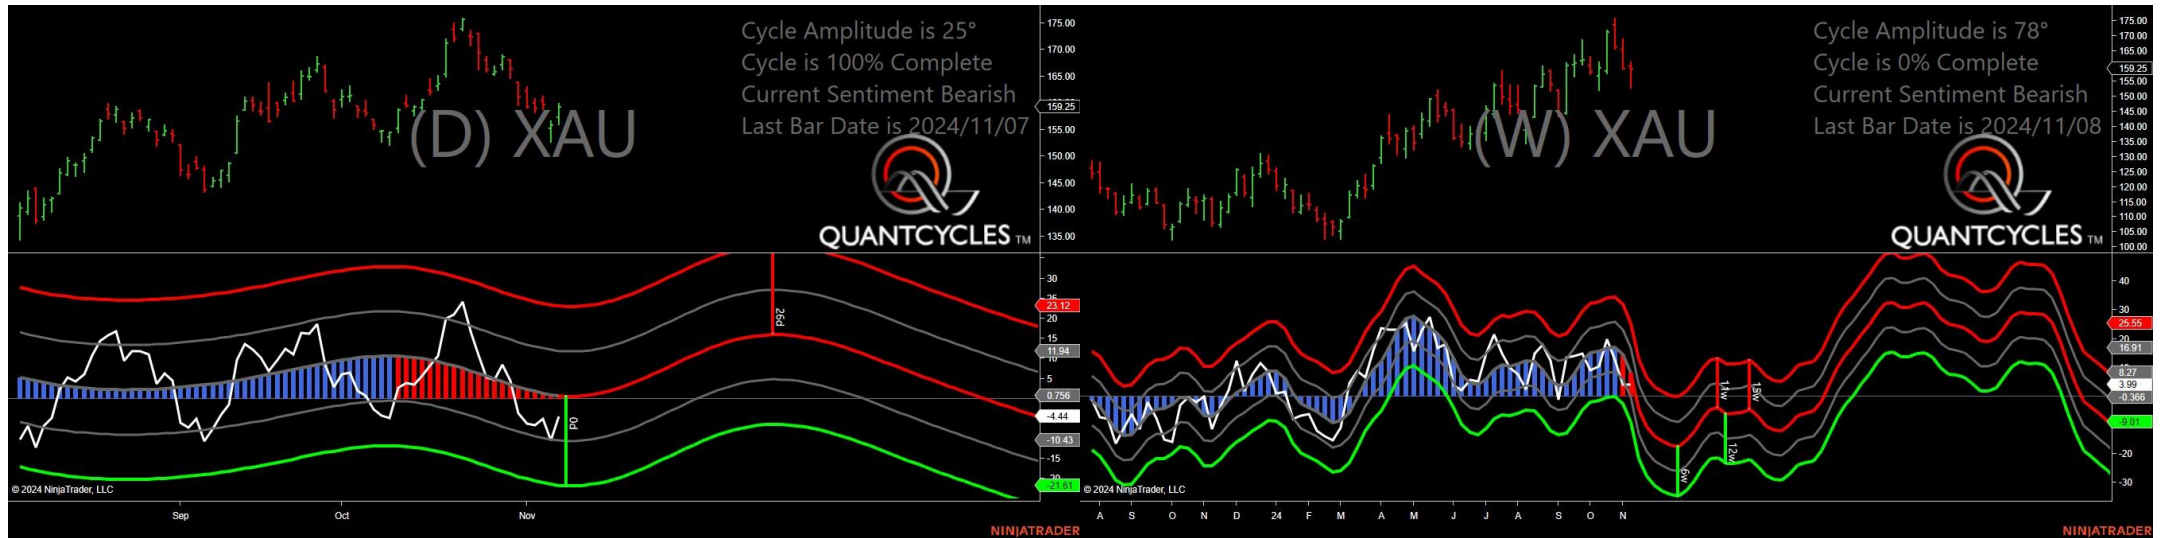 Cycle Amplitude is 25°
Cycle is 100% Complete
Current Sentiment Bearish
Last Bar Date is 2024/11/07
(D) XAU
QUANTCYCLES TM
175.00
170.00
165.00
159.25
155.00
150.00
145.00
140.00
135.00
30
25
23.12
20
15
11.94
10
5
0.756
-4.44
-10.43
-15
-20
-21.61
26d
0d
© 2024 NinjaTrader, LLC
Sep Oct Nov
NINJATRADER
Cycle Amplitude is 78°
Cycle is 0% Complete
Current Sentiment Bearish
Last Bar Date is 2024/11/08
(W) XAU
QUANTCYCLES TM
175.00
170.00
165.00
159.25
155.00
150.00
145.00
140.00
135.00
130.00
125.00
120.00
115.00
110.00
105.00
100.00
40
30
25.55
20
16.91
8.27
3.99
-0.366
-9.01
-20
-30
6w
12w
© 2024 NinjaTrader, LLC
A S O N D 24 F M A M J J A S O N
NINJATRADER